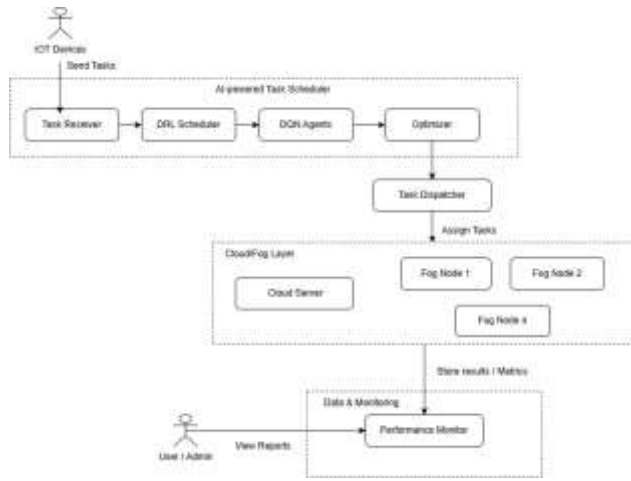 IOT Devices
Send Tasks
AI-powered Task Scheduler
Task Receiver
DRL Scheduler
DQN Agents
Optimizer
Task Dispatcher
Assign Tasks
Cloud/Fog Layer
Fog Node 1
Fog Node 2
Cloud Server
Fog Node
Store results / Metrics
Data & Monitoring
Performance Monitor
View Reports
User / Admin